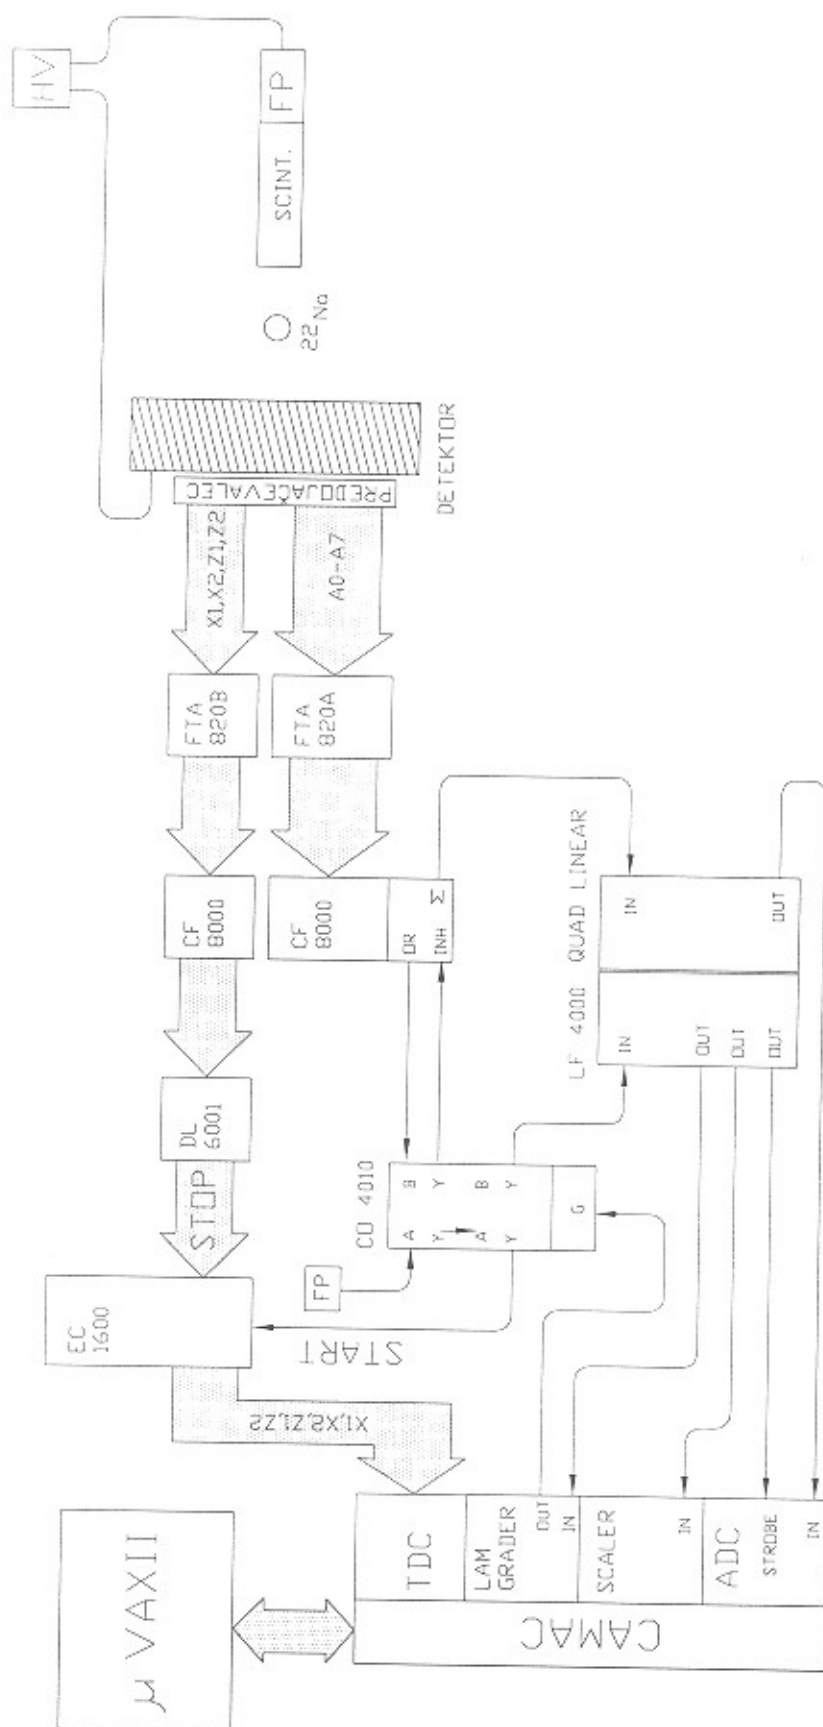 HV
FP
SCINT.
22Na
DETEKTOR
PREDOJAČEVALEC
X1,X2,Z1,Z2
A0-A7
FTA
820B
FTA
820A
CF
8000
CF
8000
OR
INH
Σ
LF 4000 QUAD LINEAR
IN
OUT
IN
OUT
OUT
OUT
DL
6001
STOP
CO 4010
A
B
Y
Y
A
B
Y
Y
G
FP
EC
1600
START
X1,X2,Z1,Z2
TDC
LAM
GRADER
OUT
IN
SCALER
IN
ADC
STROBE
IN
CAMAC
μVAXII